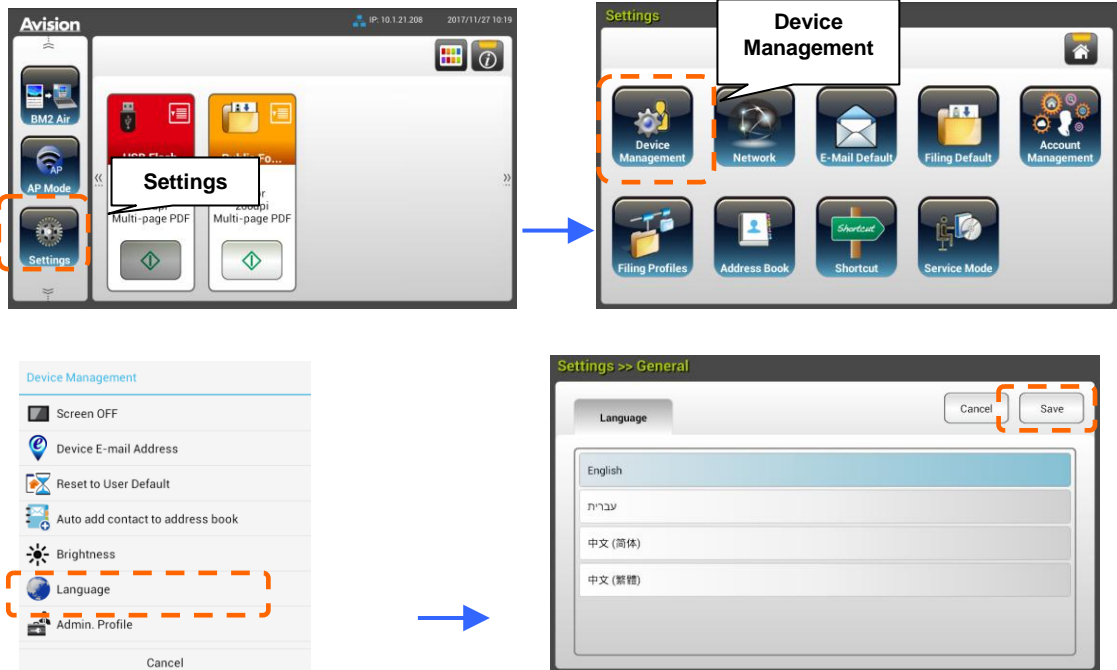 Avision
IP: 10.1.21.208
2017/11/27 10:19
BM2 Air
AP
AP Mode
Settings
Settings
Multi-page PDF
Multi-page PDF
Settings
Device
Management
Device
Management
Network
E-Mail Default
Filing Default
Account
Management
Filing Profiles
Address Book
Shortcut
Shortcut
Service Mode
Device Management
Screen OFF
Device E-mail Address
Reset to User Default
Auto add contact to address book
Brightness
Language
Admin. Profile
Cancel
Settings >> General
Language
Cancel
Save
English
עברית
中文 (简体)
中文 (繁體)